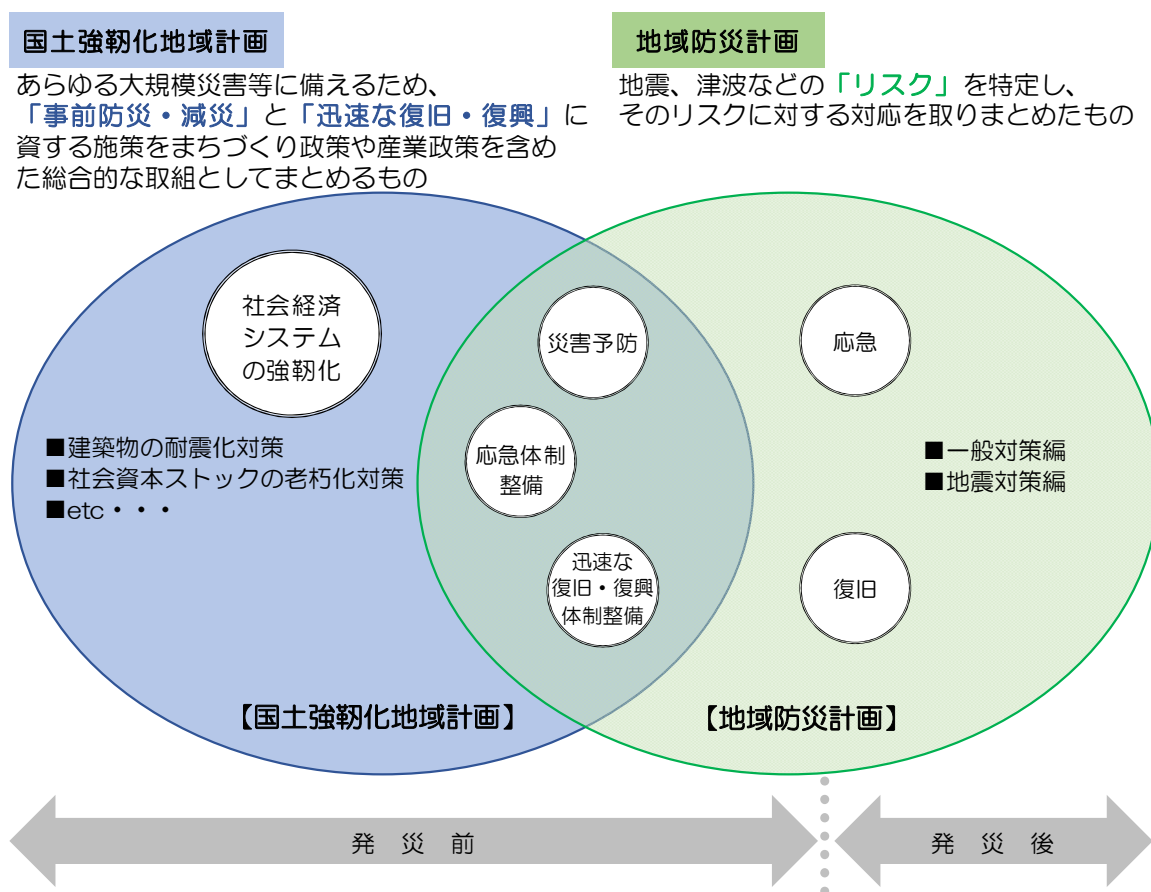 国土強靱化地域計画
あらゆる大規模災害等に備えるため、
「事前防災・減災」と「迅速な復旧・復興」に
資する施策をまちづくり政策や産業政策を含め
た総合的な取組としてまとめるもの
地域防災計画
地震、津波などの「リスク」を特定し、
そのリスクに対する対応を取りまとめたもの
社会経済
システム
の強靱化
■建築物の耐震化対策
■社会資本ストックの老朽化対策
■etc・・・
災害予防
応急体制
整備
迅速な
復旧・復興
体制整備
応急
■一般対策編
■地震対策編
復旧
【国土強靱化地域計画】
【地域防災計画】
発 災 前
発 災 後